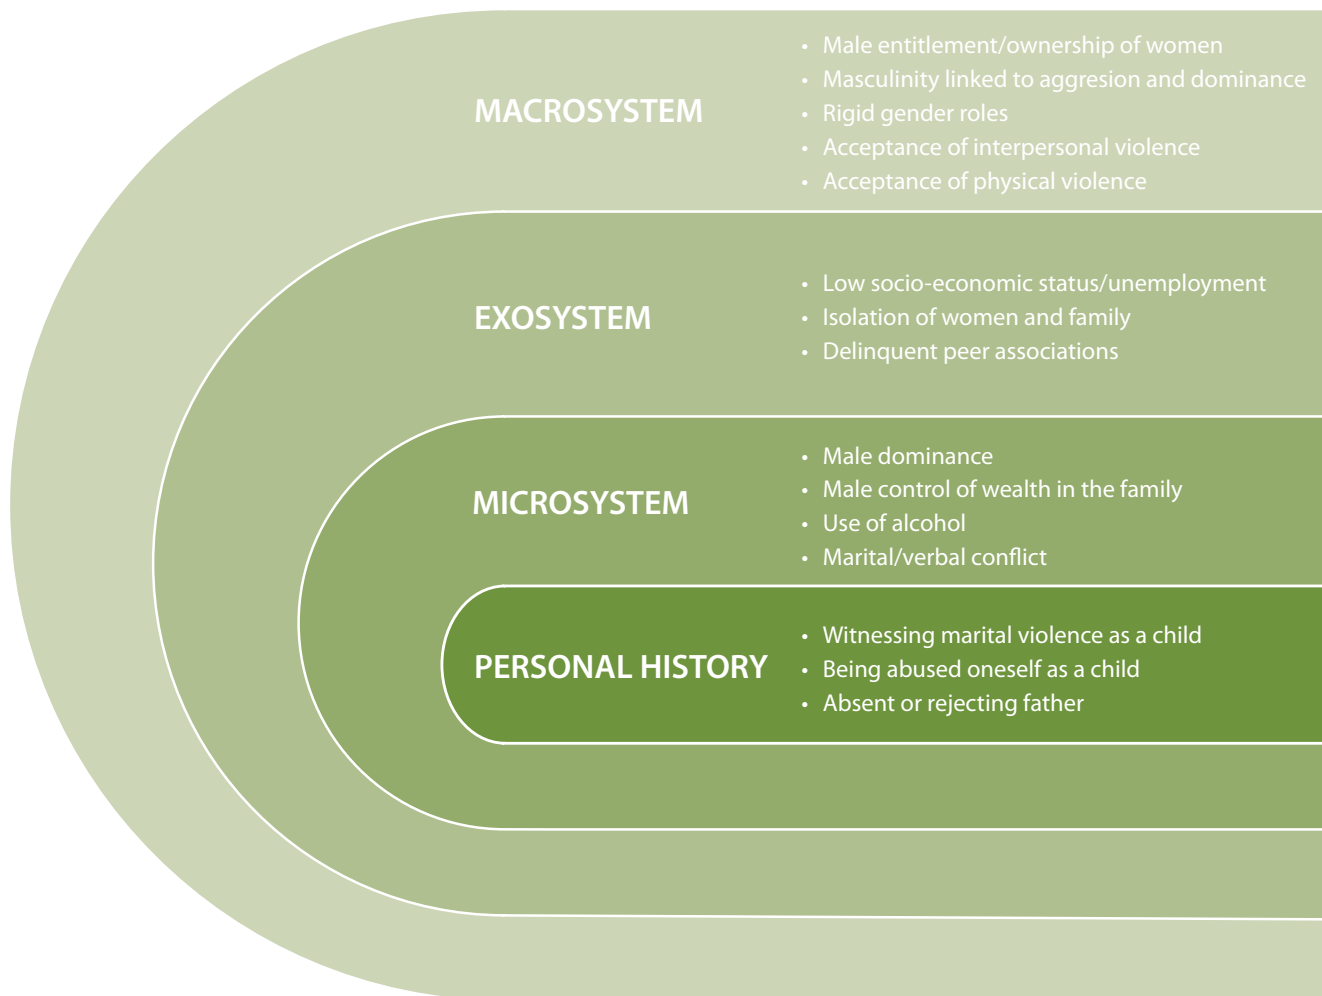 MACROSYSTEM
• Male entitlement/ownership of women
• Masculinity linked to aggresion and dominance
• Rigid gender roles
• Acceptance of interpersonal violence
• Acceptance of physical violence
EXOSYSTEM
• Low socio-economic status/unemployment
• Isolation of women and family
• Delinquent peer associations
MICROSYSTEM
• Male dominance
• Male control of wealth in the family
• Use of alcohol
• Marital/verbal conflict
PERSONAL HISTORY
• Witnessing marital violence as a child
• Being abused oneself as a child
• Absent or rejecting father